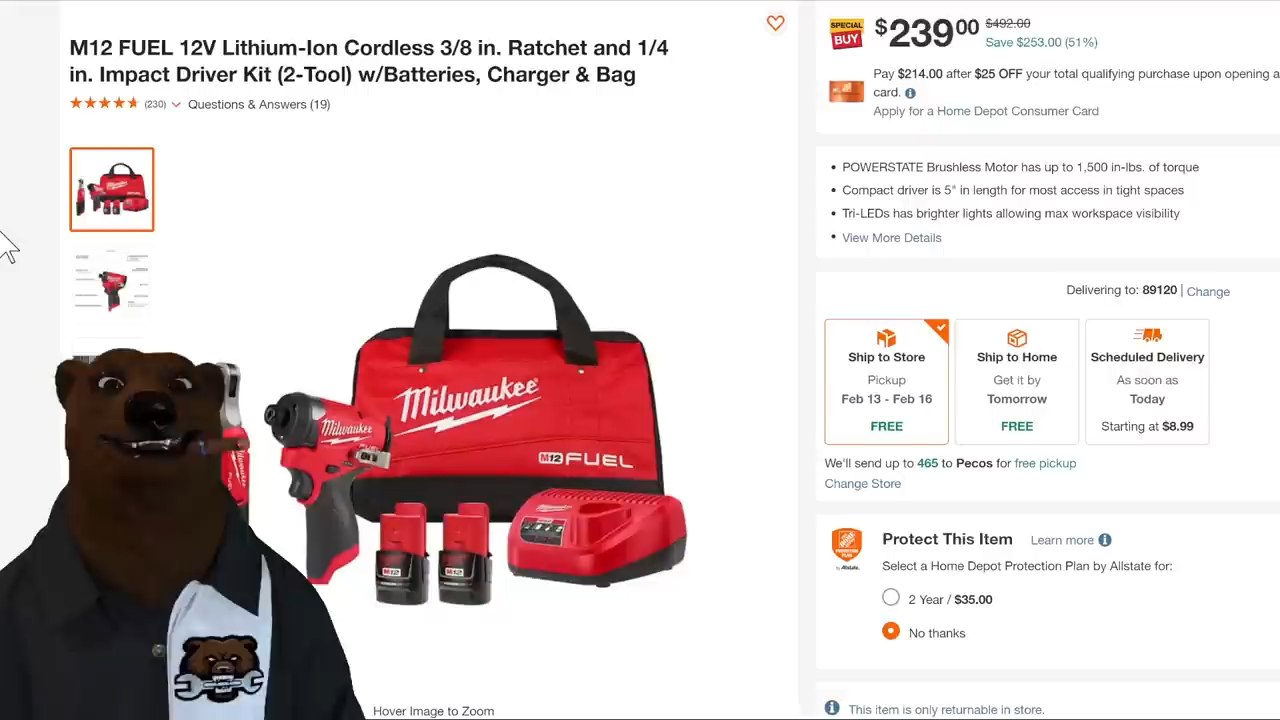 M12 FUEL 12V Lithium-Ion Cordless 3/8 in. Ratchet and 1/4
in. Impact Driver Kit (2-Tool) w/Batteries, Charger & Bag
(230) Questions & Answers (19)
Milwaukee
M12 FUEL
Milwaukee
FUEL
M12
M12
Hover Image to Zoom
SPECIAL
BUY
$239.00 $492.00
Save $253.00 (51%)
Pay $214.00 after $25 OFF your total qualifying purchase upon opening a
card.
Apply for a Home Depot Consumer Card
• POWERSTATE Brushless Motor has up to 1,500 in-lbs. of torque
• Compact driver is 5" in length for most access in tight spaces
• Tri-LEDs has brighter lights allowing max workspace visibility
• View More Details
Delivering to: 89120 | Change
Ship to Store
Pickup
Feb 13 - Feb 16
FREE
Ship to Home
Get it by
Tomorrow
FREE
Scheduled Delivery
As soon as
Today
Starting at $8.99
We'll send up to 465 to Pecos for free pickup
Change Store
Protect This Item Learn more
Select a Home Depot Protection Plan by Allstate for:
by Allstate
2 Year / $35.00
No thanks
This item is only returnable in store.